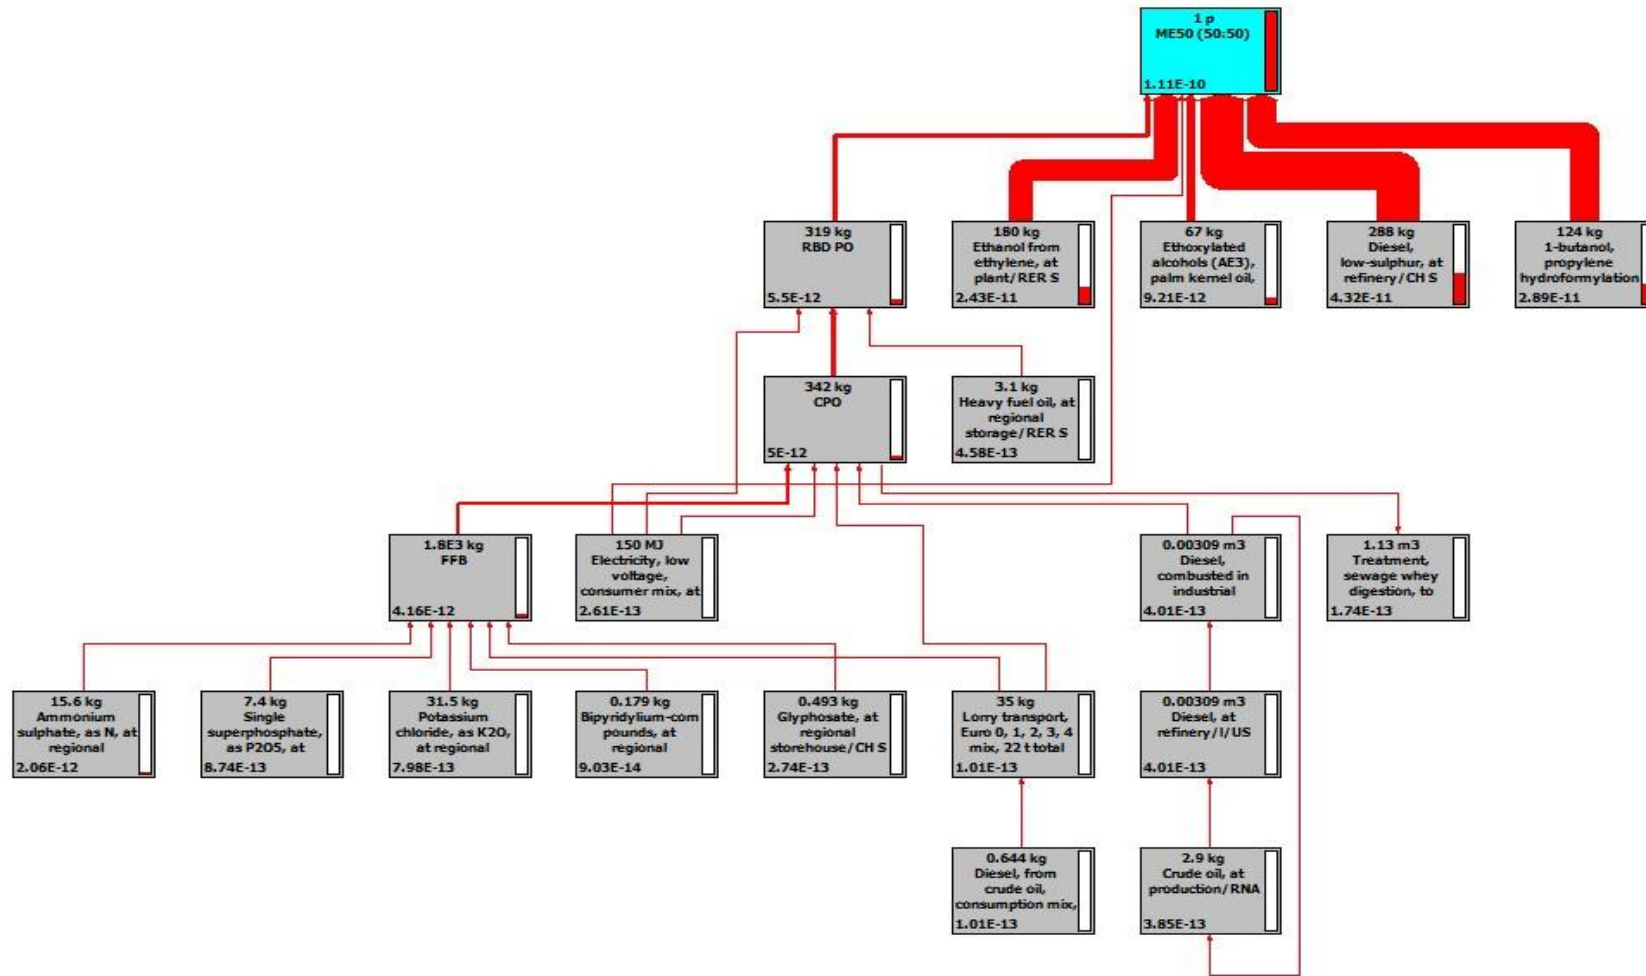 1 p
ME50 (50:50)
1.11E-10
319 kg
RBD PO
5.5E-12
180 kg
Ethanol from
ethylene, at
plant/RER S
2.43E-11
67 kg
Ethoxylated
alcohols (AE3),
palm kernel oil,
9.21E-12
288 kg
Diesel,
low-sulphur, at
refinery/CH S
4.32E-11
124 kg
1-butanol,
propylene
hydroformylation
2.89E-11
342 kg
CPO
5E-12
3.1 kg
Heavy fuel oil, at
regional
storage/RER S
4.58E-13
1.8E3 kg
FFB
4.16E-12
150 MJ
Electricity, low
voltage,
consumer mix, at
2.61E-13
0.00309 m3
Diesel,
combusted in
industrial
4.01E-13
1.13 m3
Treatment,
sewage whey
digestion, to
1.74E-13
15.6 kg
Ammonium
sulphate, as N, at
regional
2.06E-12
7.4 kg
Single
superphosphate,
as P2O5, at
8.74E-13
31.5 kg
Potassium
chloride, as K2O,
at regional
7.98E-13
0.179 kg
Bipyridylium-com
pounds, at
regional
9.03E-14
0.493 kg
Glyphosate, at
regional
storehouse/CH S
2.74E-13
35 kg
Lorry transport,
Euro 0, 1, 2, 3, 4
mix, 22 t total
1.01E-13
0.00309 m3
Diesel, at
refinery/l/US
4.01E-13
0.644 kg
Diesel, from
crude oil,
consumption mix,
1.01E-13
2.9 kg
Crude oil, at
production/RNA
3.85E-13